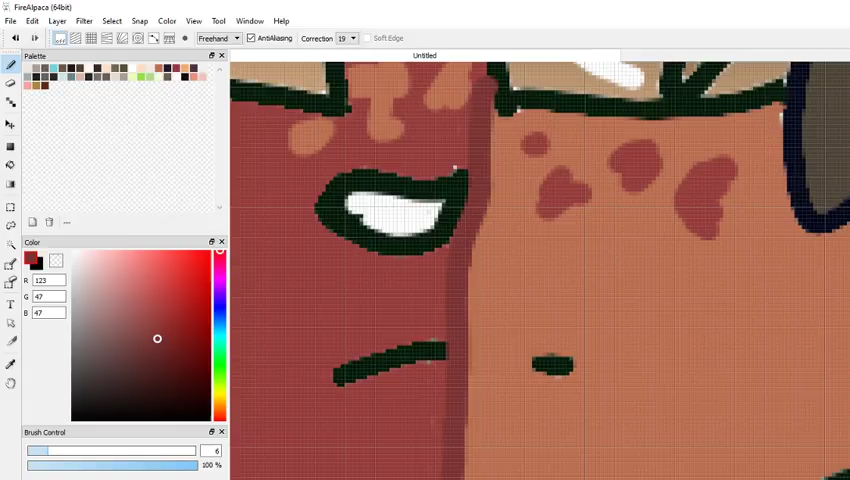 FireAlpaca (64bit)
File Edit Layer Filter Select Snap Color View Tool Window Help
off Freehand AntiAliasing Correction 19 Soft Edge
Palette
Untitled
Color
R 123
G 47
B 47
Brush Control
6
100 %